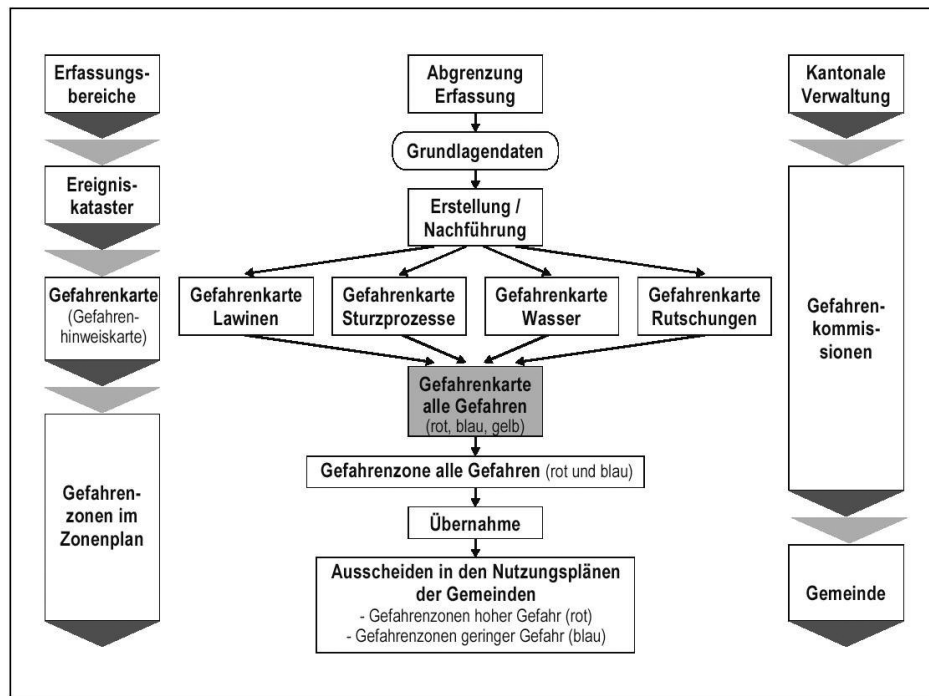 Erfassungs-
bereiche
Ereignis-
kataster
Gefahrenkarte
(Gefahren-
hinweiskarte)
Gefahren-
zonen im
Zonenplan
Abgrenzung
Erfassung
Grundlagendaten
Erstellung /
Nachführung
Gefahrenkarte
Lawinen
Gefahrenkarte
Sturzprozesse
Gefahrenkarte
Wasser
Gefahrenkarte
Rutschungen
Gefahrenkarte
alle Gefahren
(rot, blau, gelb)
Gefahrenzone alle Gefahren (rot und blau)
Übernahme
Ausscheiden in den Nutzungsplänen
der Gemeinden
- Gefahrenzonen hoher Gefahr (rot)
- Gefahrenzonen geringer Gefahr (blau)
Kantonale
Verwaltung
Gefahren-
kommis-
sionen
Gemeinde